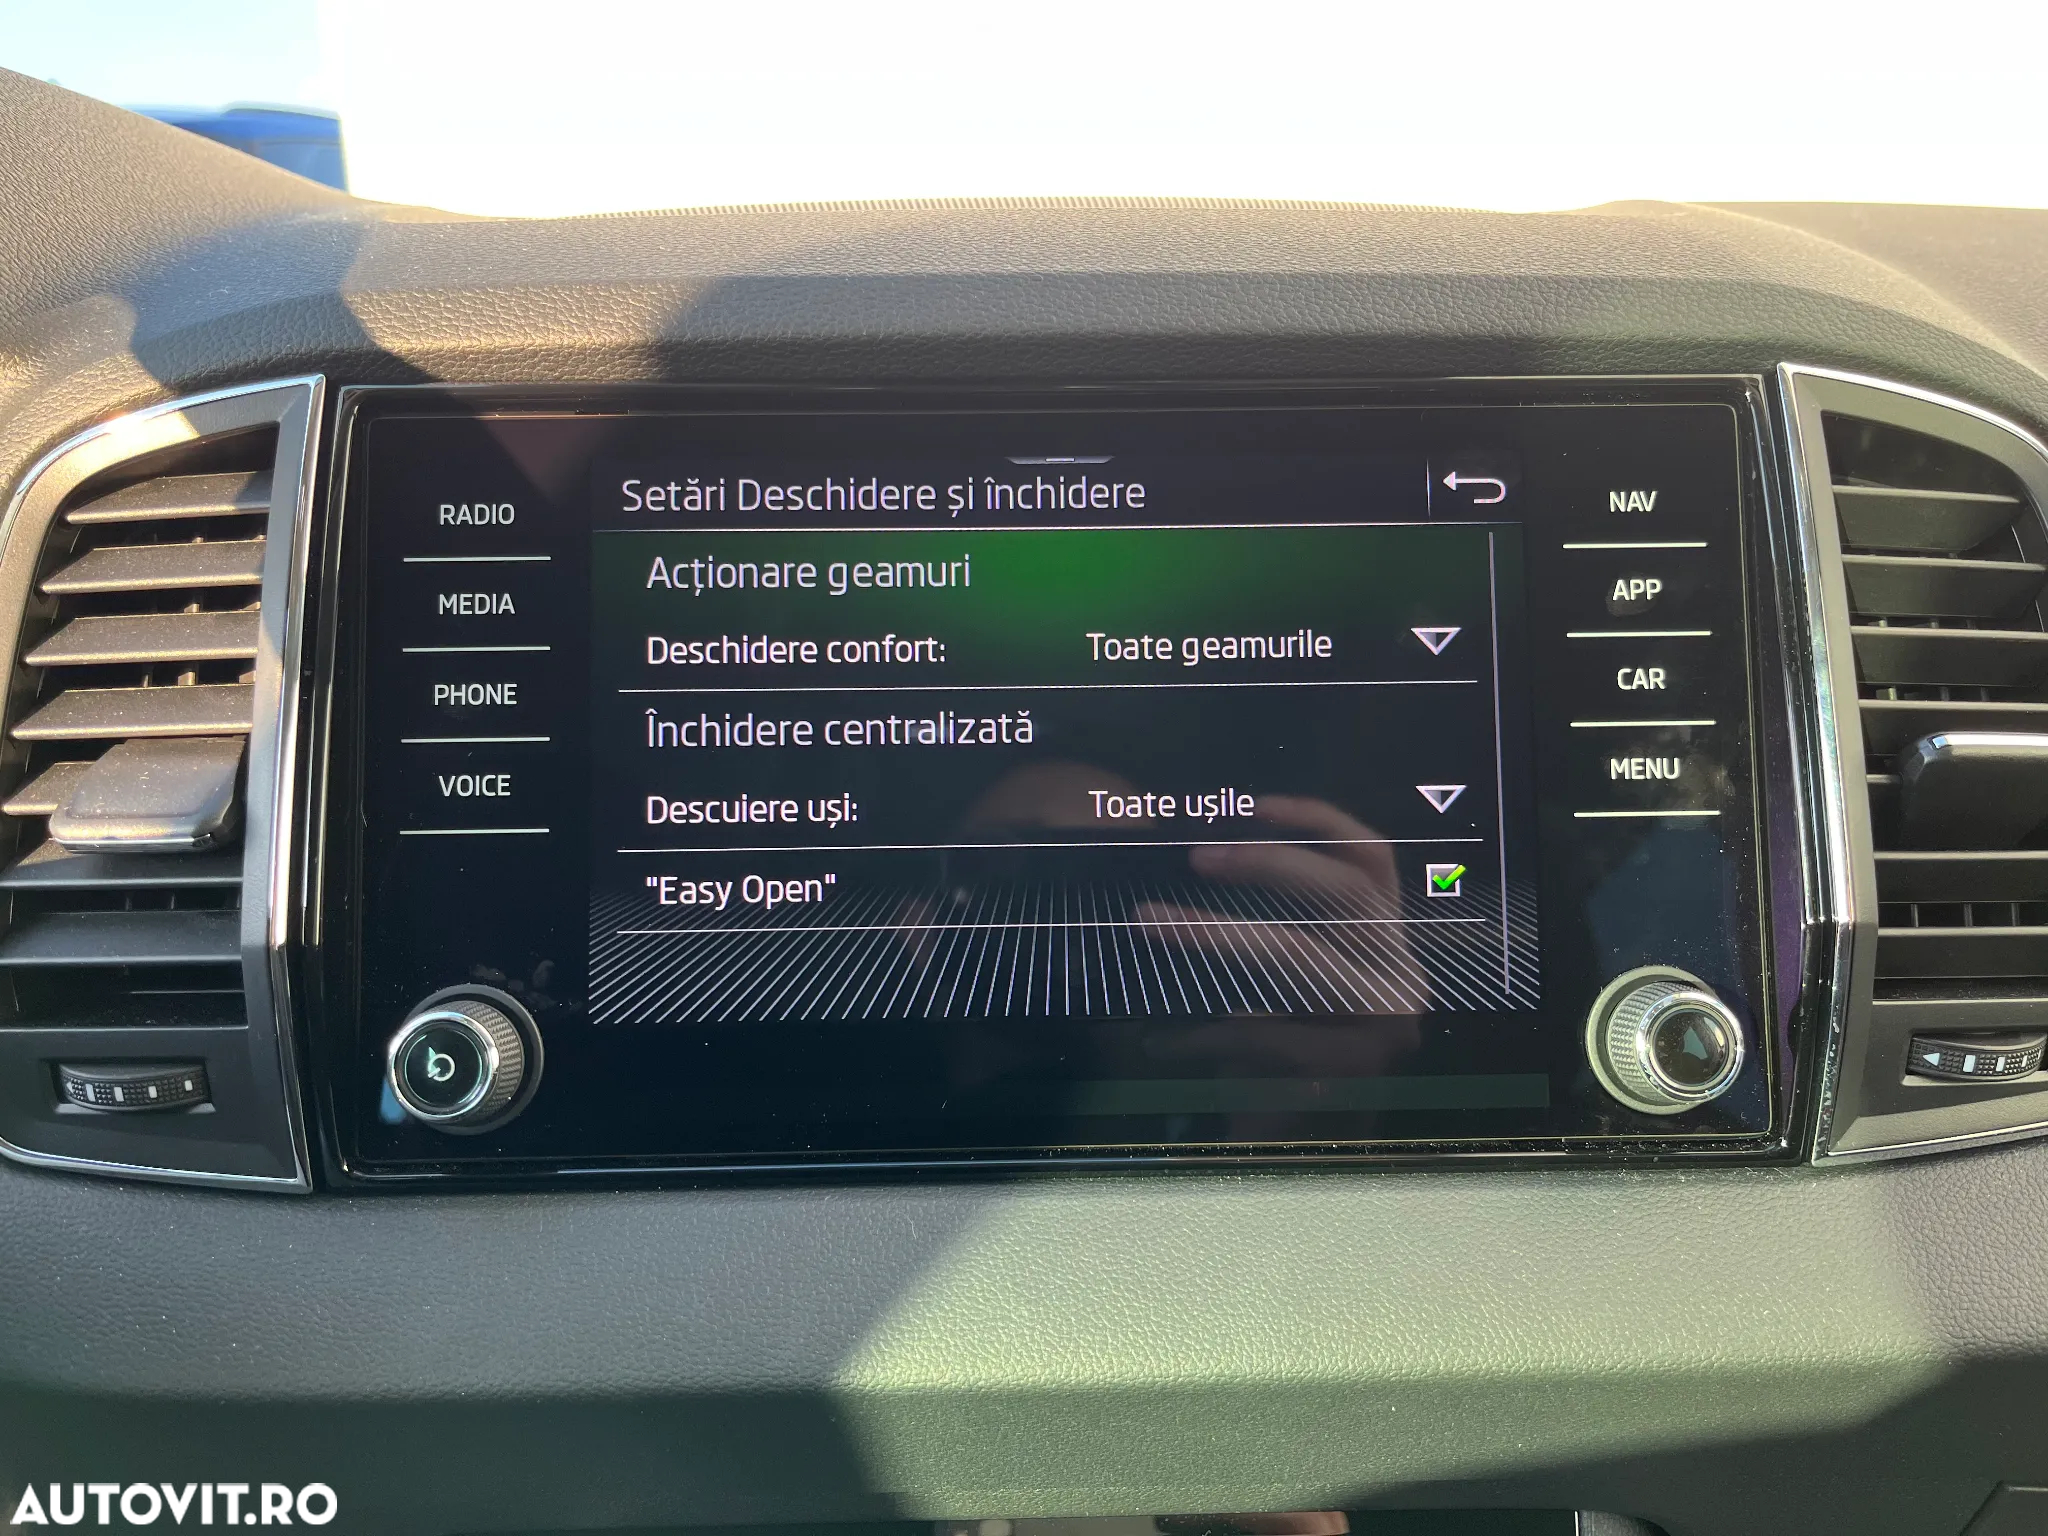 RADIO
MEDIA
PHONE
VOICE
Setări Deschidere și închidere
Acționare geamuri
Deschidere confort: Toate geamurile
Închidere centralizată
Descuiere uși: Toate ușile
"Easy Open"
NAV
APP
CAR
MENU
AUTOVIT.RO